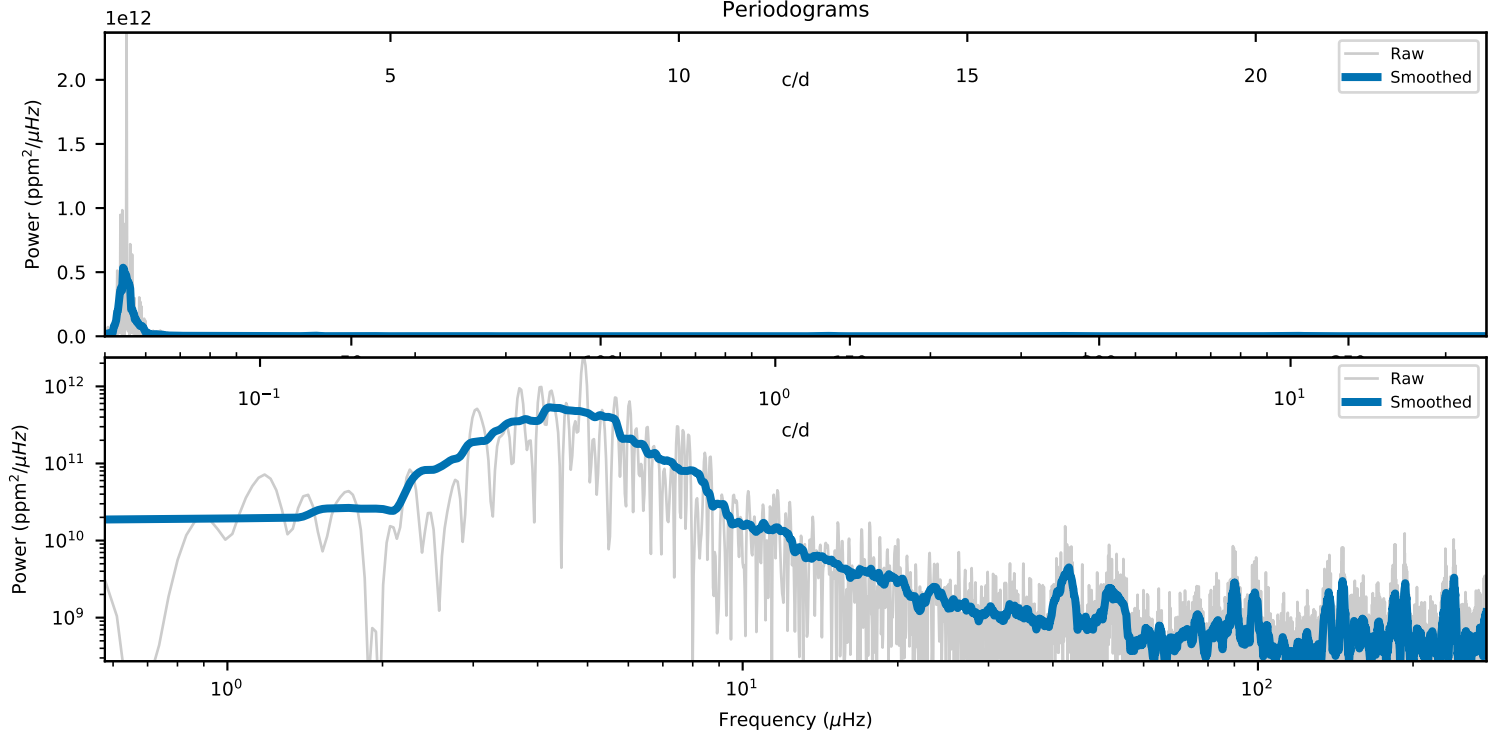 Periodograms
1e12
5 10 15 20
c/d
Raw
Smoothed
2.0
1.5
1.0
0.5
0.0
Power (ppm²/μHz)
10⁻¹ 10⁰ 10¹
c/d
Raw
Smoothed
10¹²
10¹¹
10¹⁰
10⁹
Power (ppm²/μHz)
10⁰ 10¹ 10²
Frequency (μHz)